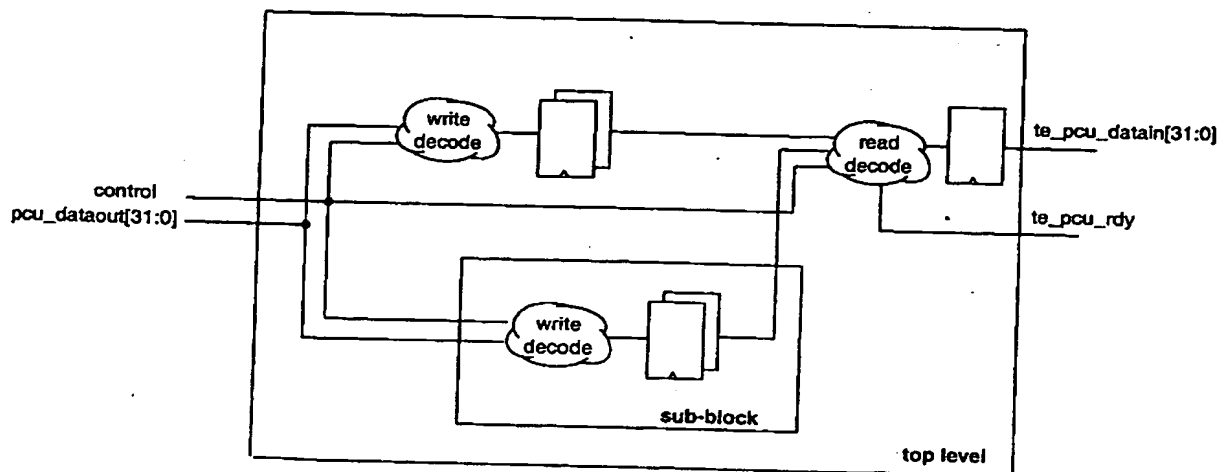 write
decode
read
decode
te_pcu_datain[31:0]
control
pcu_dataout[31:0]
te_pcu_rdy
write
decode
sub-block
top level